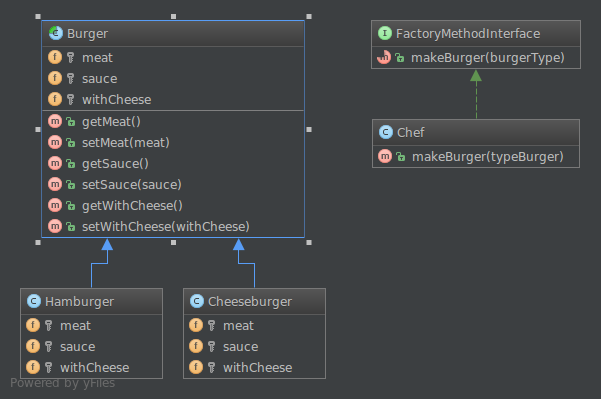 Burger
meat
sauce
withCheese
getMeat()
setMeat(meat)
getSauce()
setSauce(sauce)
getWithCheese()
setWithCheese(withCheese)
FactoryMethodInterface
makeBurger(burgerType)
Chef
makeBurger(typeBurger)
Hamburger
meat
sauce
withCheese
Cheeseburger
meat
sauce
withCheese
Powered by yFiles